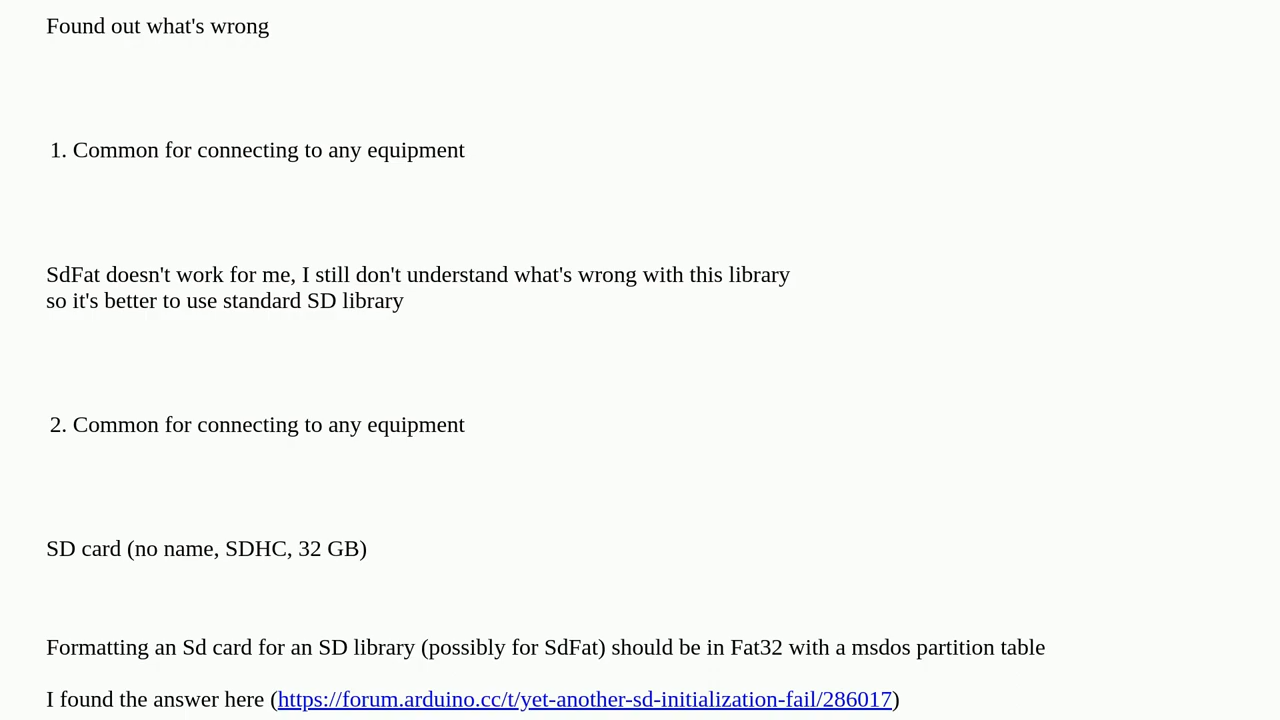 Found out what's wrong
1. Common for connecting to any equipment
SdFat doesn't work for me, I still don't understand what's wrong with this library
so it's better to use standard SD library
2. Common for connecting to any equipment
SD card (no name, SDHC, 32 GB)
Formatting an Sd card for an SD library (possibly for SdFat) should be in Fat32 with a msdos partition table
I found the answer here (https://forum.arduino.cc/t/yet-another-sd-initialization-fail/286017)